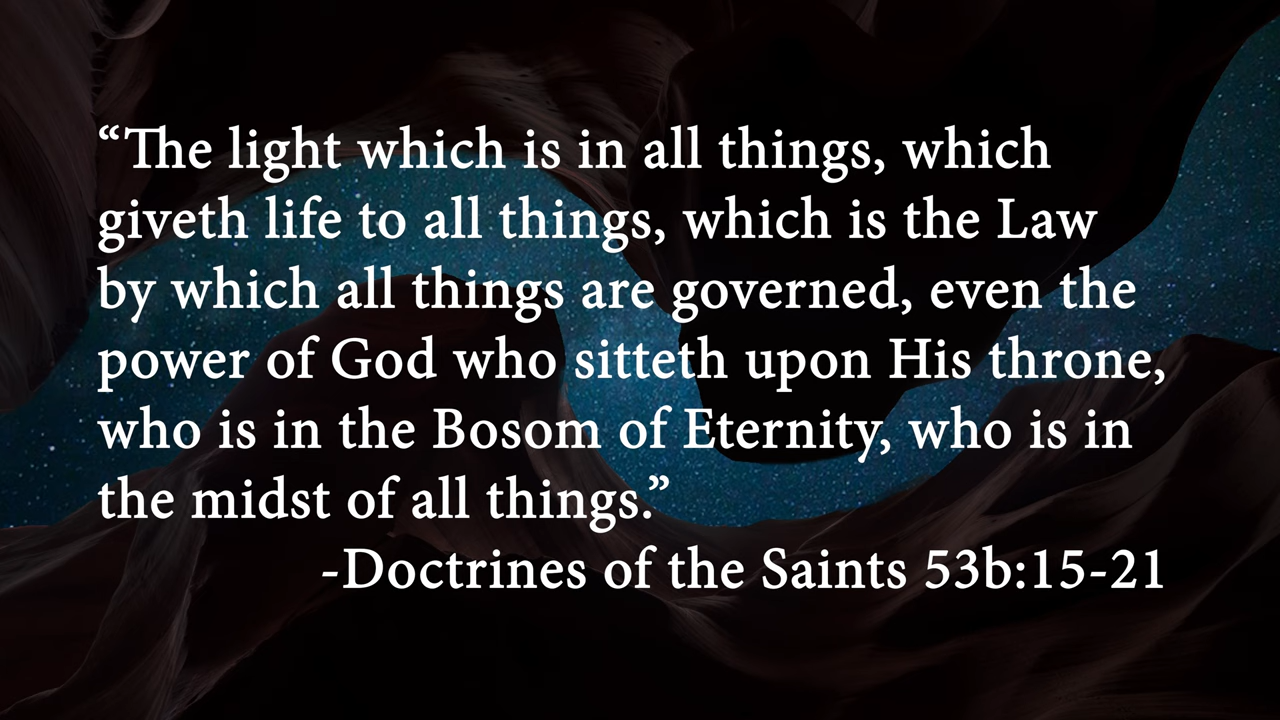 “The light which is in all things, which
giveth life to all things, which is the Law
by which all things are governed, even the
power of God who sitteth upon His throne,
who is in the Bosom of Eternity, who is in
the midst of all things.”
-Doctrines of the Saints 53b:15-21